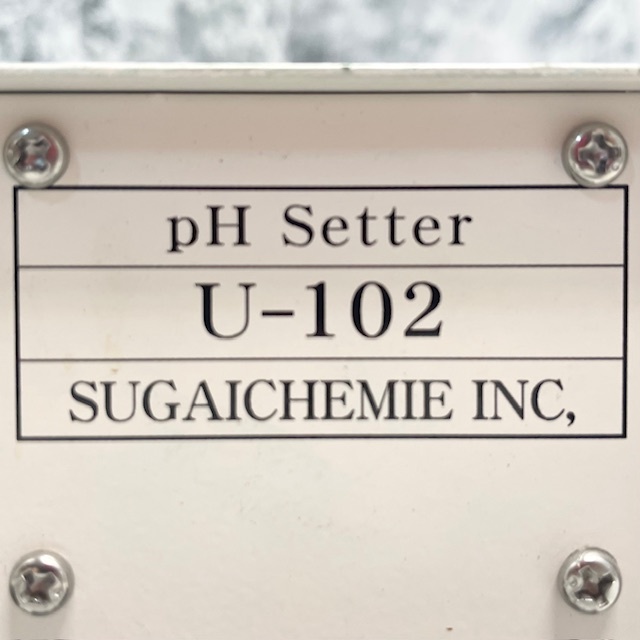 pH Setter
U-102
SUGAICHEMIE INC,